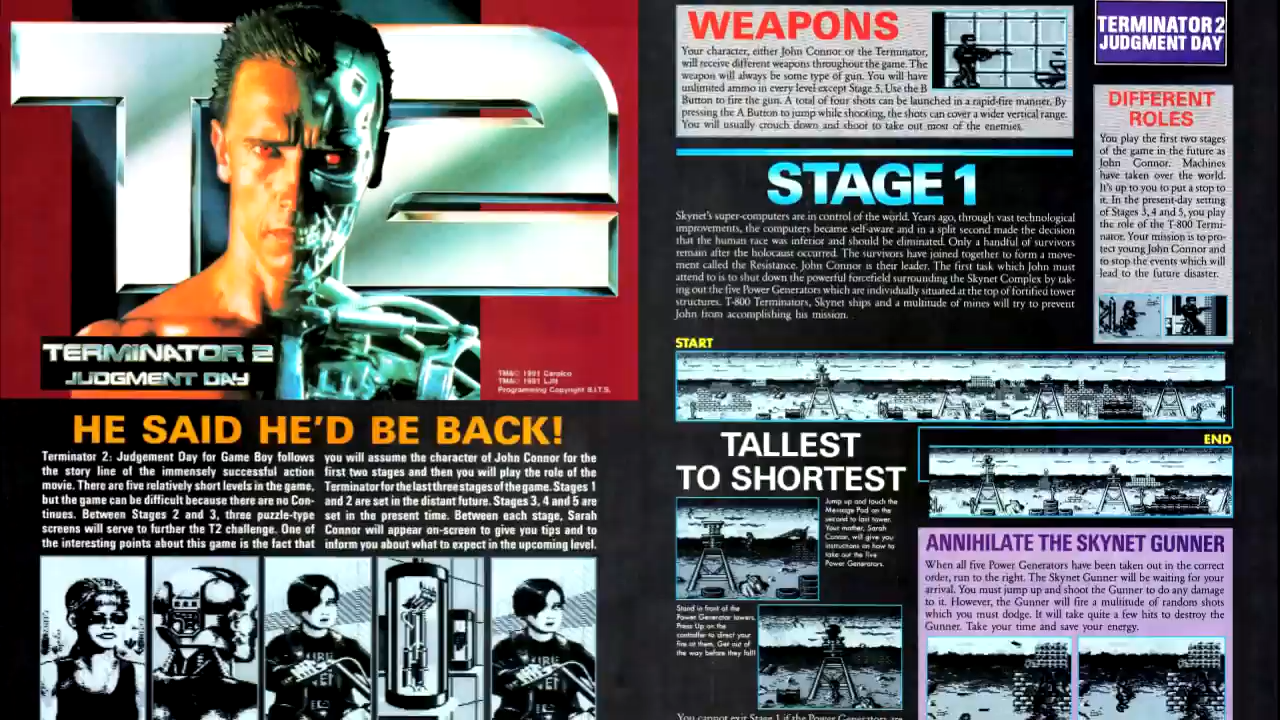 T2
TERMINATOR 2
JUDGMENT DAY
TM&© 1991 Carolco
TM&© 1991 LJN
Programming Copyright B.I.T.S.
HE SAID HE'D BE BACK!
Terminator 2: Judgement Day for Game Boy follows
the story line of the immensely successful action
movie. There are five relatively short levels in the game,
but the game can be difficult because there are no Con-
tinues. Between Stages 2 and 3, three puzzle-type
screens will serve to further the T2 challenge. One of
the interesting points about this game is the fact that
you will assume the character of John Connor for the
first two stages and then you will play the role of the
Terminator for the last three stages of the game. Stages 1
and 2 are set in the distant future. Stages 3, 4 and 5 are
set in the present time. Between each stage, Sarah
Connor will appear on-screen to give you tips and to
inform you about what to expect in the upcoming level.
WEAPONS
Your character, either John Connor or the Terminator,
will receive different weapons throughout the game. The
weapon will always be some type of gun. You will have
unlimited ammo in every level except Stage 5. Use the B
Button to fire the gun. A total of four shots can be launched in a rapid-fire manner. By
pressing the A Button to jump while shooting, the shots can cover a wider vertical range.
You will usually crouch down and shoot to take out most of the enemies.
TERMINATOR 2
JUDGMENT DAY
DIFFERENT
ROLES
You play the first two stages
of the game in the future as
John Connor. Machines
have taken over the world.
It's up to you to put a stop to
it. In the present-day setting
of Stages 3, 4 and 5, you play
the role of the T-800 Termi-
nator. Your mission is to pro-
tect young John Connor and
to stop the events which will
lead to the future disaster.
STAGE 1
Skynet's super-computers are in control of the world. Years ago, through vast technological
improvements, the computers became self-aware and in a split second made the decision
that the human race was inferior and should be eliminated. Only a handful of survivors
remain after the holocaust occurred. The survivors have joined together to form a move-
ment called the Resistance. John Connor is their leader. The first task which John must
attend to is to shut down the powerful forcefield surrounding the Skynet Complex by tak-
ing out the five Power Generators which are individually situated at the top of fortified tower
structures. T-800 Terminators, Skynet ships and a multitude of mines will try to prevent
John from accomplishing his mission.
START
END
TALLEST
TO SHORTEST
Jump up and touch the
Message Pod on the
second to last tower.
Your mother, Sarah
Connor, will give you
instructions on how to
take out the five
Power Generators.
Stand in front of the
Power Generator towers.
Press Up on the
controller to direct your
fire at them. Get out of
the way before they fall!
You cannot exit Stage 1 if the Power Generators are
ANNIHILATE THE SKYNET GUNNER
When all five Power Generators have been taken out in the correct
order, run to the right. The Skynet Gunner will be waiting for your
arrival. You must jump up and shoot the Gunner to do any damage
to it. However, the Gunner will fire a multitude of random shots
which you must dodge. It will take quite a few hits to destroy the
Gunner. Take your time and save your energy.